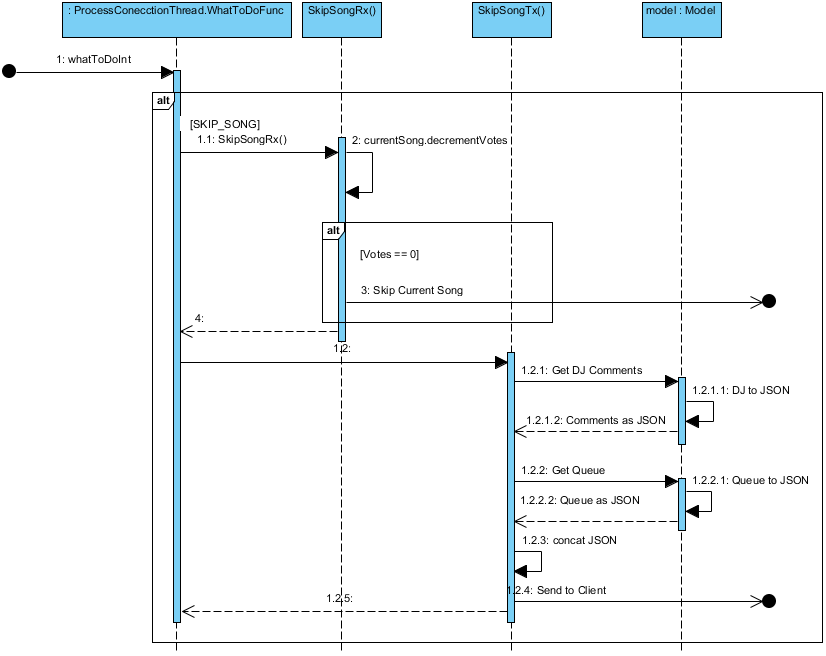 : ProcessConecctionThread.WhatToDoFunc
SkipSongRx()
SkipSongTx()
model : Model
1: whatToDoInt
alt
[SKIP_SONG]
1.1: SkipSongRx()
2: currentSong.decrementVotes
alt
[Votes == 0]
3: Skip Current Song
4:
1.2:
1.2.1: Get DJ Comments
1.2.1.1: DJ to JSON
1.2.1.2: Comments as JSON
1.2.2: Get Queue
1.2.2.1: Queue to JSON
1.2.2.2: Queue as JSON
1.2.3: concat JSON
1.2.4: Send to Client
1.2.5: